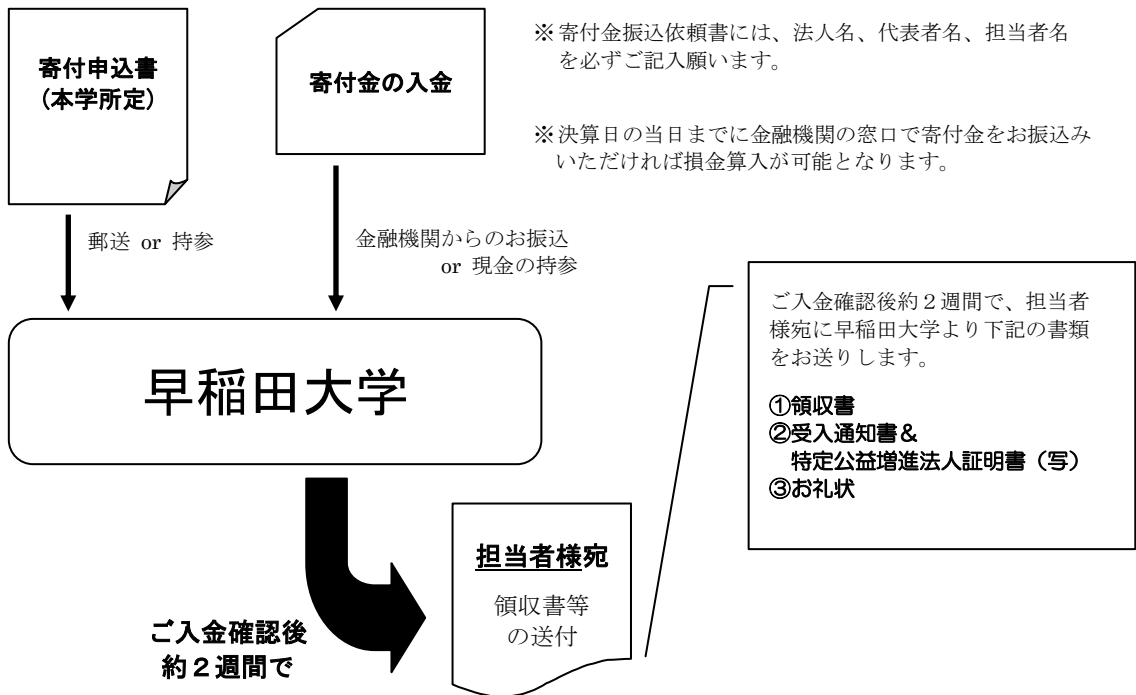 寄付申込書
(本学所定)
寄付金の入金
※寄付金振込依頼書には、法人名、代表者名、担当者名
を必ずご記入願います。
※決算日の当日までに金融機関の窓口で寄付金をお振込み
いただければ損金算入が可能となります。
郵送 or 持参
金融機関からのお振込
or 現金の持参
早稲田大学
ご入金確認後約2週間で、担当者
様宛に早稲田大学より下記の書類
をお送りします。
①領収書
②受入通知書&
特定公益増進法人証明書(写)
③お礼状
担当者様宛
領収書等
の送付
ご入金確認後
約2週間で